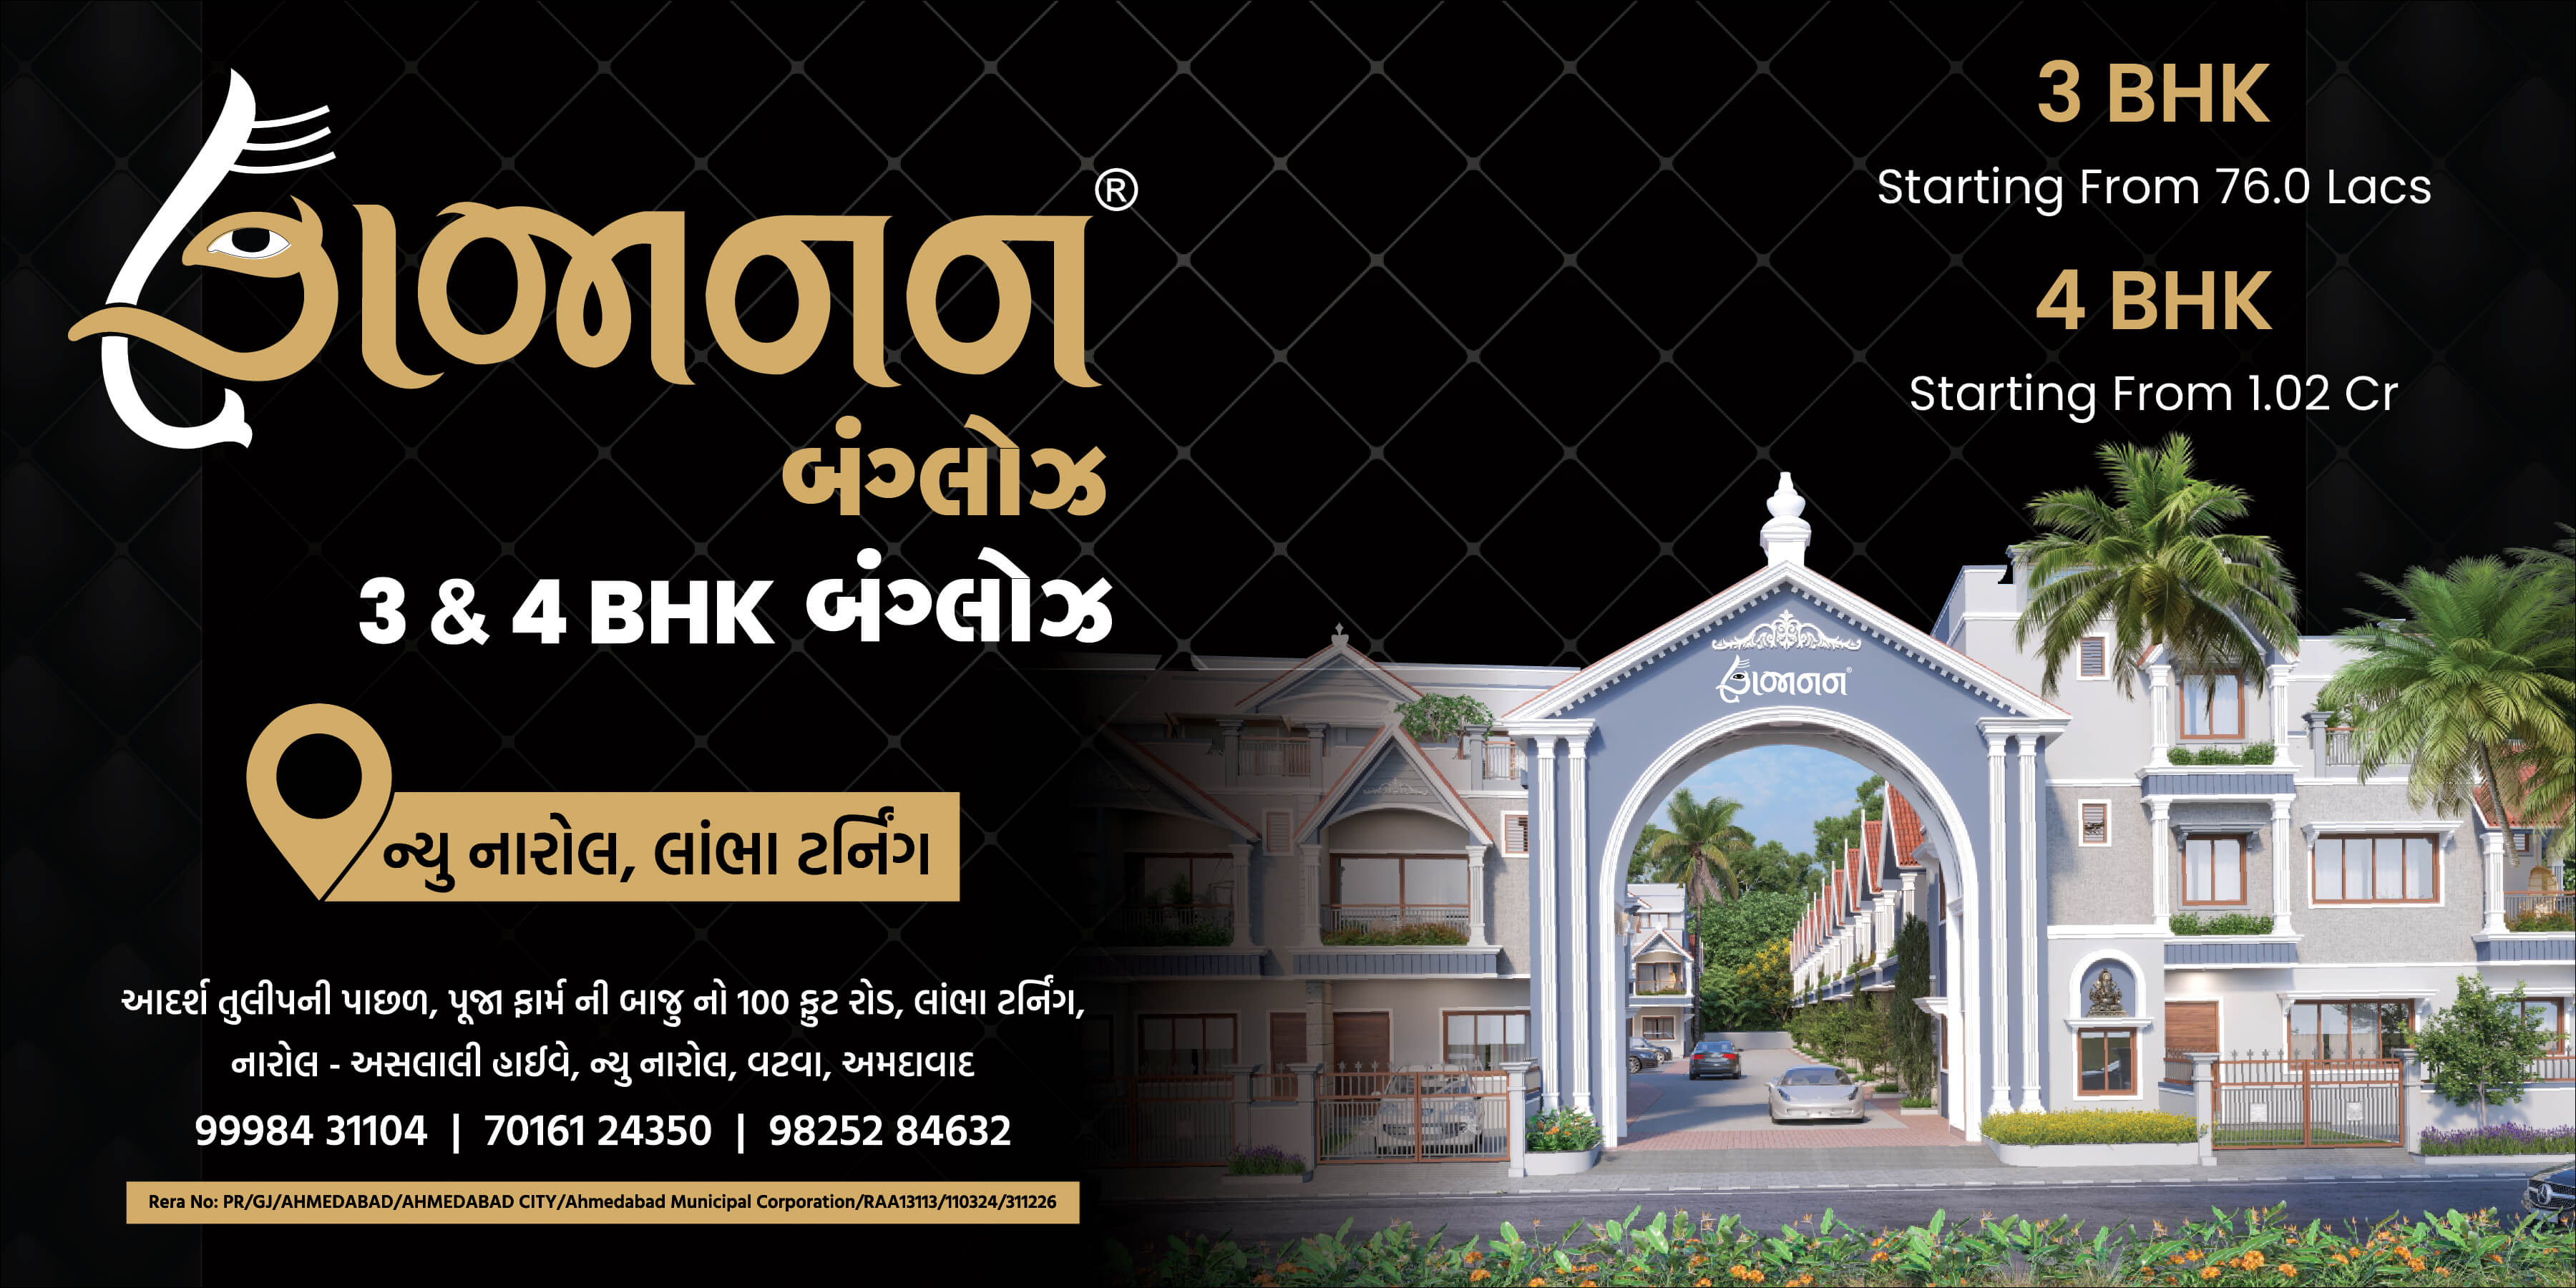 ગજાનન®
બંગ્લોઝ
3 & 4 BHK બંગ્લોઝ
ન્યુ નારોલ, લાંભા ટર્નિંગ
આદર્શ તુલીપની પાછળ, પૂજા ફાર્મ ની બાજુ નો 100 ફુટ રોડ, લાંભા ટર્નિંગ,
નારોલ - અસલાલી હાઈવે, ન્યુ નારોલ, વટવા, અમદાવાદ
99984 31104 | 70161 24350 | 98252 84632
Rera No: PR/GJ/AHMEDABAD/AHMEDABAD CITY/Ahmedabad Municipal Corporation/RAA13113/110324/311226
3 BHK
Starting From 76.0 Lacs
4 BHK
Starting From 1.02 Cr
ગજાનન®